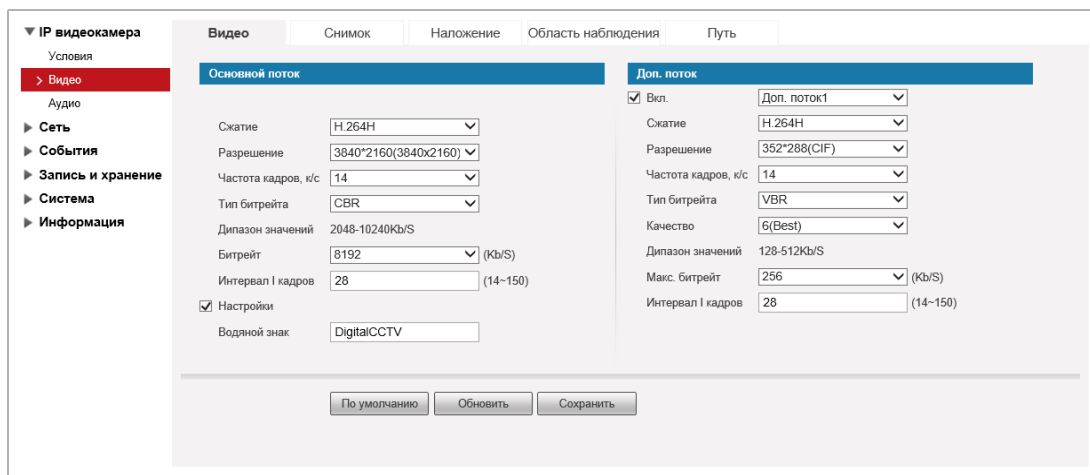 IP видеокамера
Условия
Видео
Аудио
Сеть
События
Запись и хранение
Система
Информация
Видео
Снимок
Наложение
Область наблюдения
Путь
Основной поток
Сжатие H.264H
Разрешение 3840*2160(3840x2160)
Частота кадров, к/с 14
Тип битрейта CBR
Дипазон значений 2048-10240Kb/S
Битрейт 8192 (Kb/S)
Интервал I кадров 28 (14~150)
Настройки
Водяной знак DigitalCCTV
Доп. поток
Вкл. Доп. поток1
Сжатие H.264H
Разрешение 352*288(CIF)
Частота кадров, к/с 14
Тип битрейта VBR
Качество 6(Best)
Дипазон значений 128-512Kb/S
Макс. битрейт 256 (Kb/S)
Интервал I кадров 28 (14~150)
По умолчанию
Обновить
Сохранить